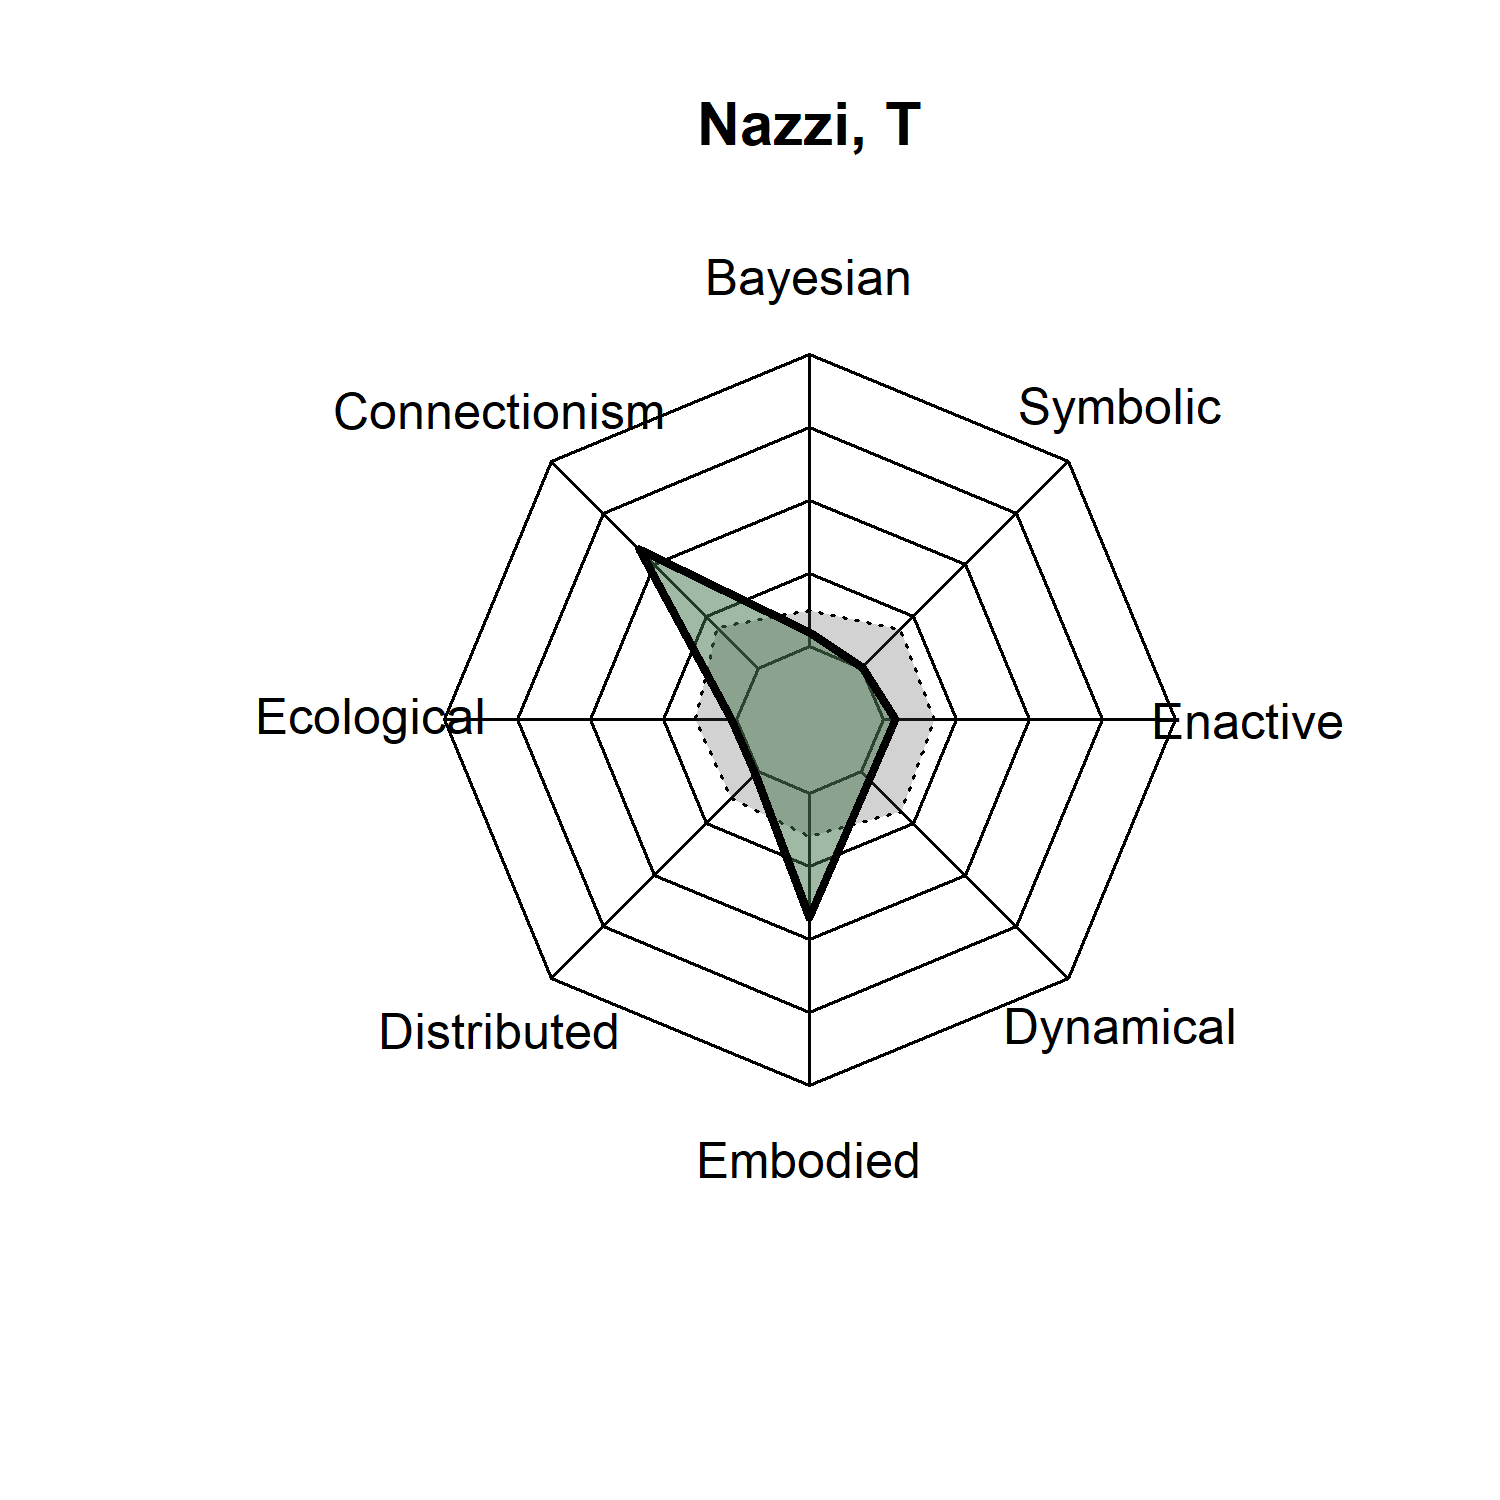 Nazzi, T
Bayesian
Connectionism
Symbolic
Ecological
Enactive
Distributed
Dynamical
Embodied